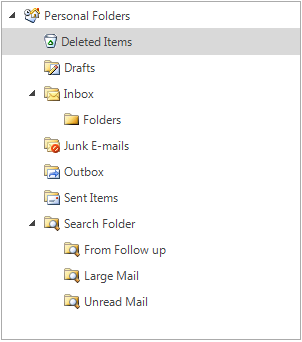 Personal Folders
Deleted Items
Drafts
Inbox
Folders
Junk E-mails
Outbox
Sent Items
Search Folder
From Follow up
Large Mail
Unread Mail